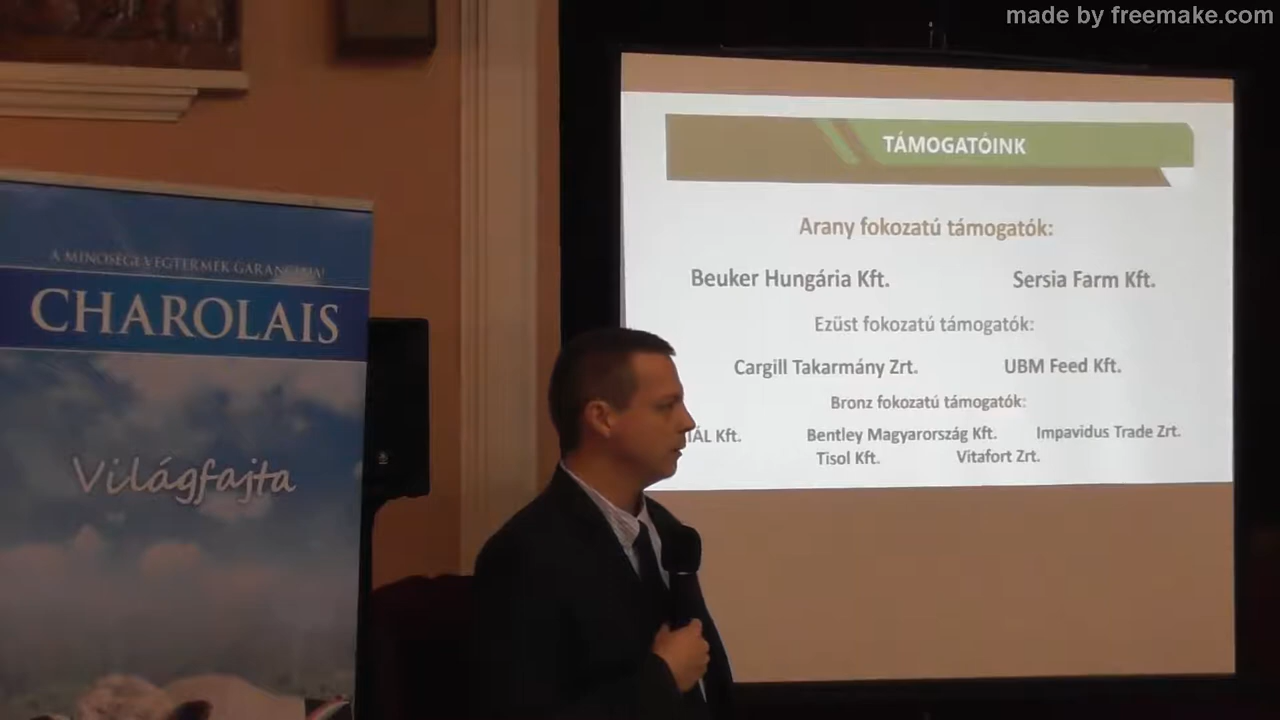 made by freemake.com
TÁMOGATÓINK
Arany fokozatú támogatók:
Beuker Hungária Kft. Sersia Farm Kft.
Ezüst fokozatú támogatók:
Cargill Takarmány Zrt. UBM Feed Kft.
Bronz fokozatú támogatók:
Kft. Bentley Magyarország Kft. Impavidus Trade Zrt.
Tisol Kft. Vitafort Zrt.
A MINŐSÉGI VÉGTERMÉK GARANCIÁJA!
CHAROLAIS
Világfajta